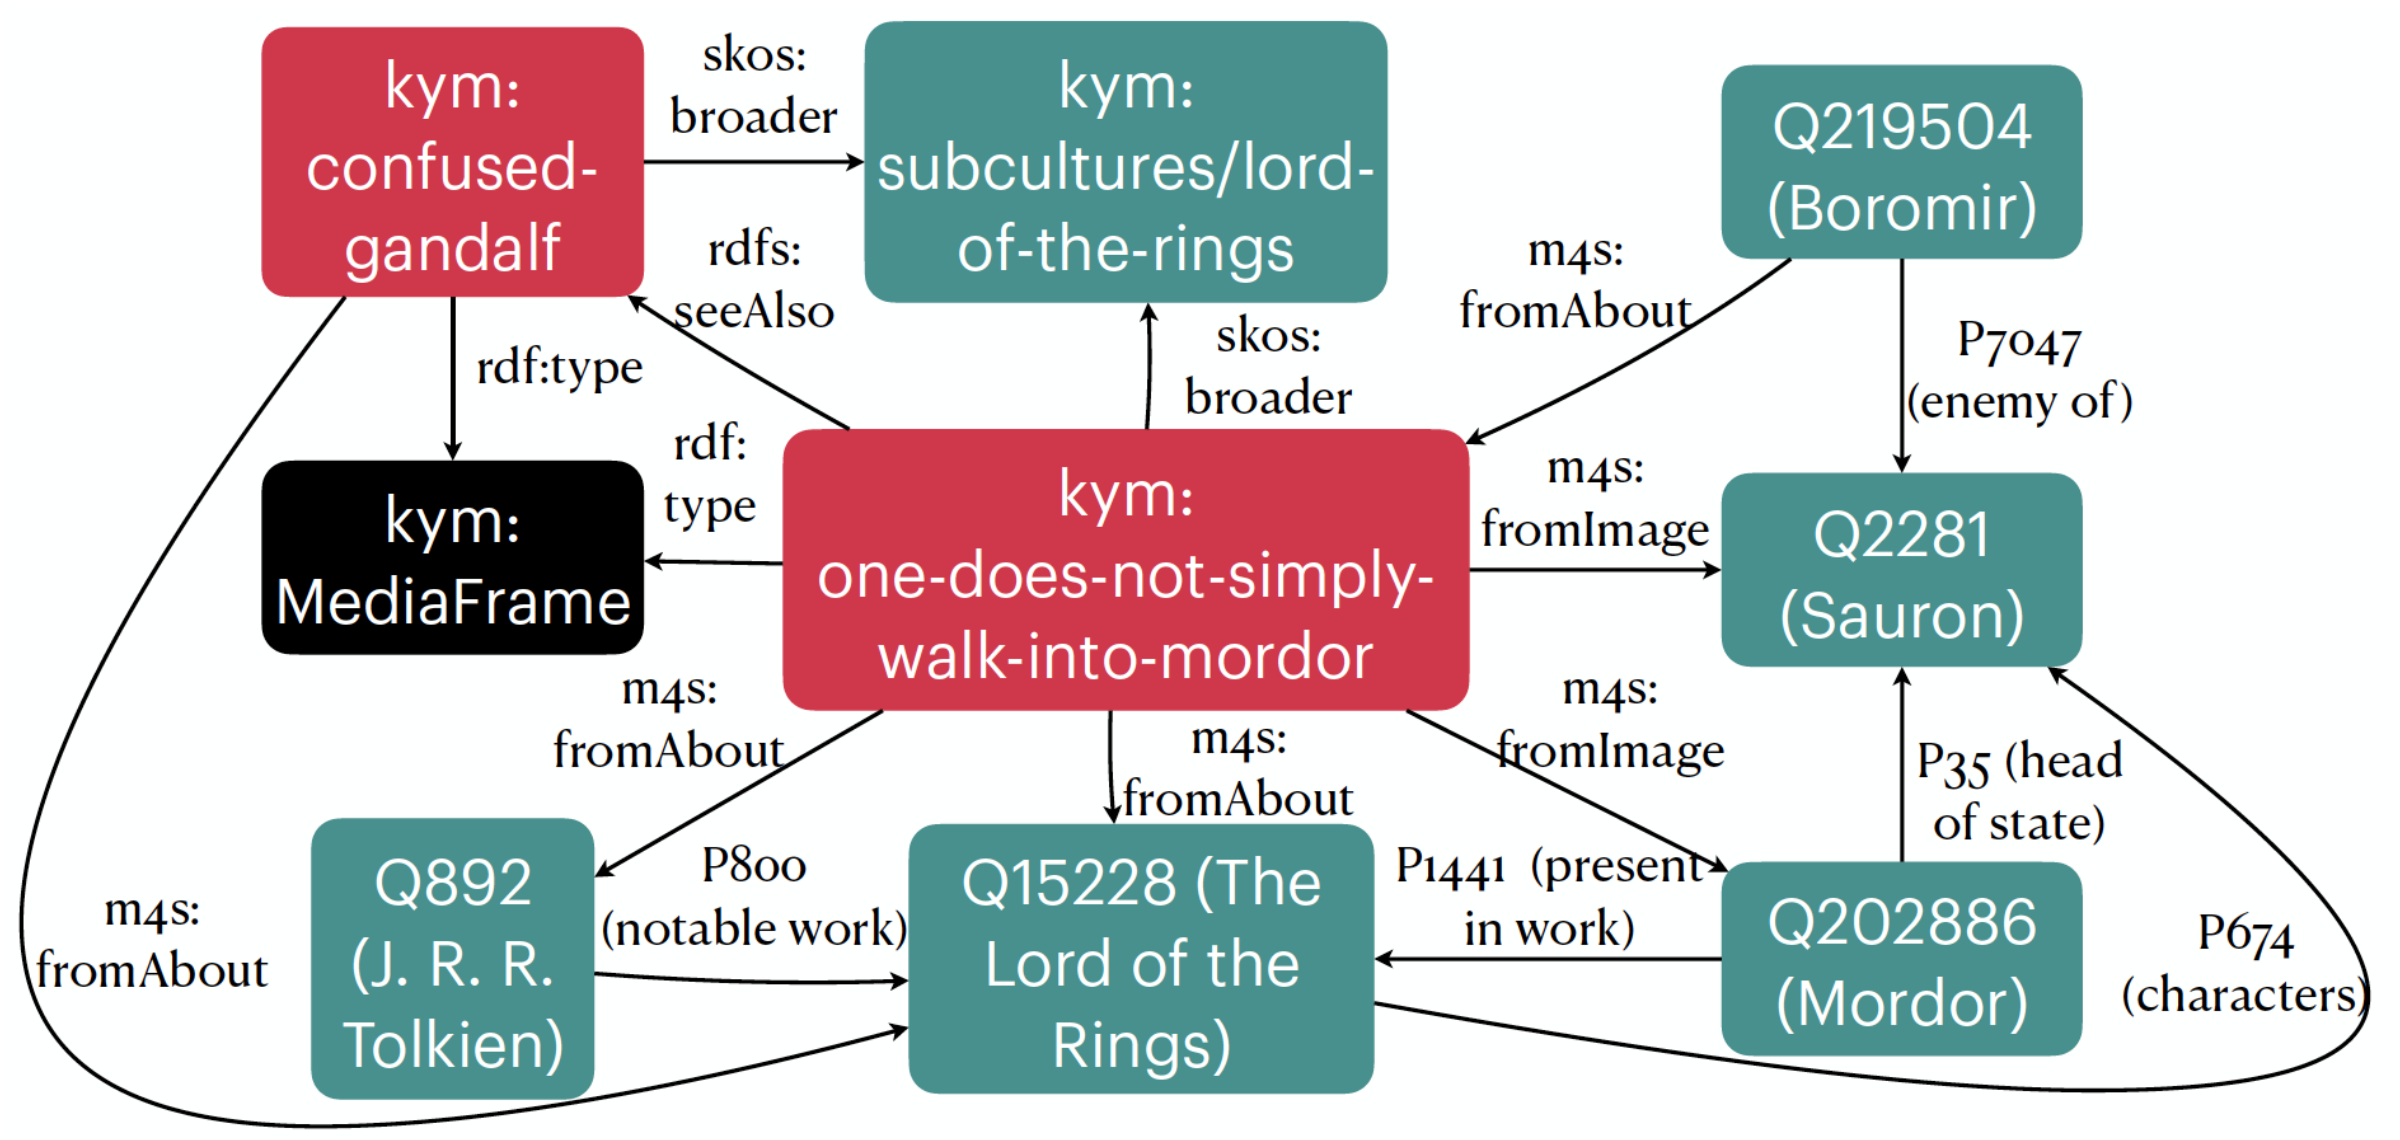 kym:
confused-
gandalf
skos:
broader
kym:
subcultures/lord-
of-the-rings
Q219504
(Boromir)
rdfs:
seeAlso
m4s:
fromAbout
rdf:type
skos:
broader
P7047
(enemy of)
kym:
MediaFrame
rdf:
type
kym:
one-does-not-simply-
walk-into-mordor
m4s:
fromImage
Q2281
(Sauron)
m4s:
fromAbout
m4s:
fromAbout
m4s:
fromImage
P35 (head
of state)
m4s:
fromAbout
Q892
(J. R. R.
Tolkien)
P800
(notable work)
Q15228 (The
Lord of the
Rings)
P1441 (present
in work)
Q202886
(Mordor)
P674
(characters)